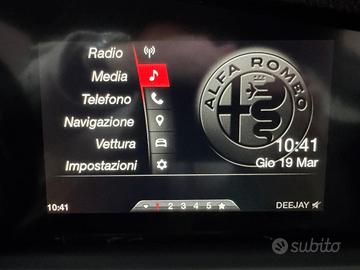 Radio
Media
Telefono
Navigazione
Vettura
Impostazioni
ALFA ROMEO
10:41
Gio 19 Mar
10:41
1 2 3 4 5
DEEJAY
subito